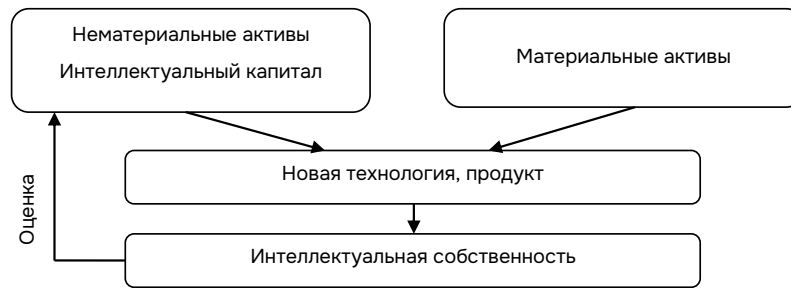 Нематериальные активы
Интеллектуальный капитал
Материальные активы
Новая технология, продукт
Оценка
Интеллектуальная собственность